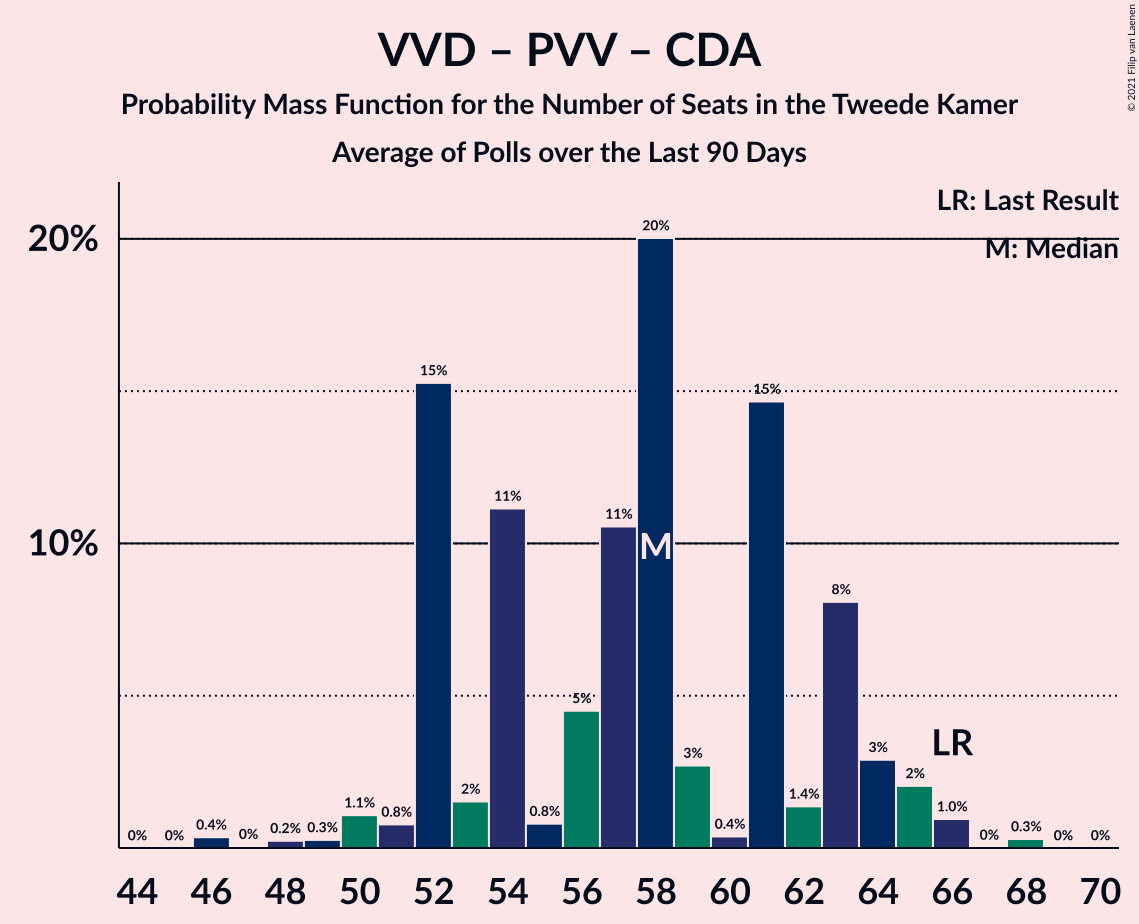 VVD – PVV – CDA
Probability Mass Function for the Number of Seats in the Tweede Kamer
Average of Polls over the Last 90 Days
© 2021 Filip van Laenen
LR: Last Result
M: Median
20%
10%
0% 0% 0.4% 0% 0.2% 0.3% 1.1% 0.8% 15% 2% 11% 0.8% 5% 11% 20% 3% 0.4% 15% 1.4% 8% 3% 2% 1.0% 0% 0.3% 0% 0%
M
LR
44 46 48 50 52 54 56 58 60 62 64 66 68 70